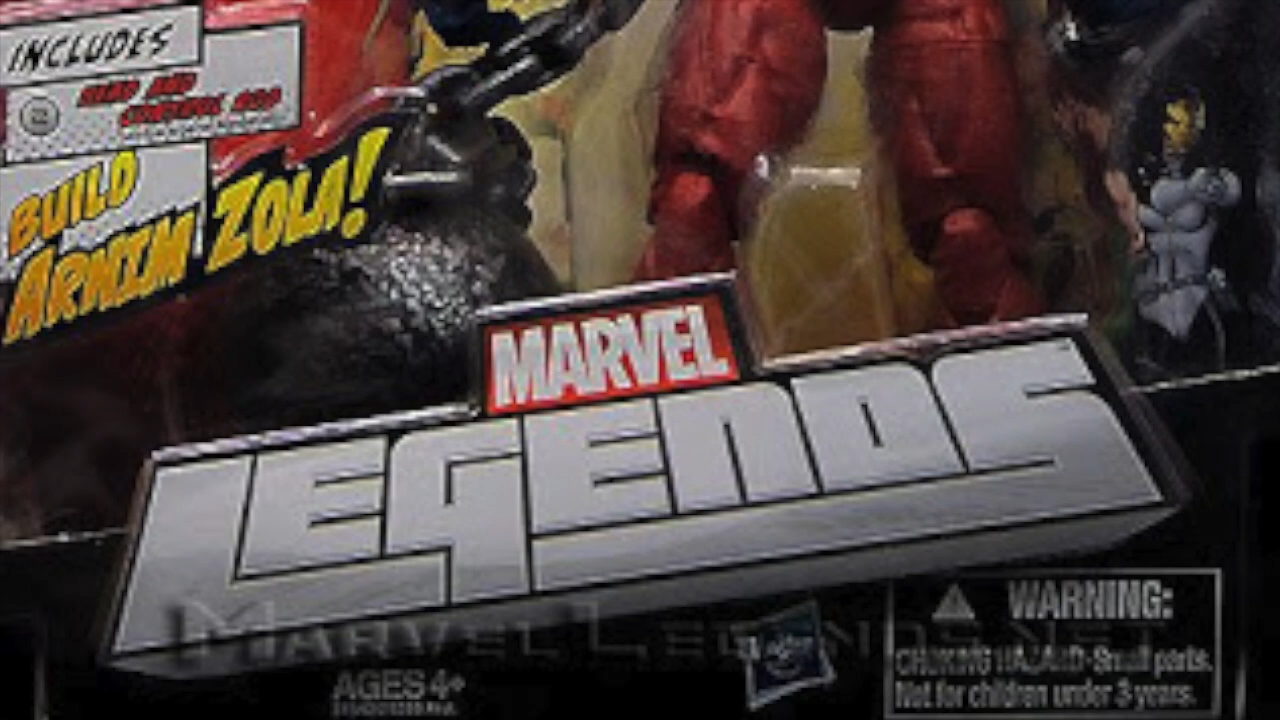 INCLUDES
HEAD AND
CONTROL ROD
BUILD
ARNIM ZOLA!
MARVEL
LEGENDS
MARVELLEGENDS.NET
WARNING:
CHOKING HAZARD-Small parts.
Not for children under 3 years.
AGES 4+